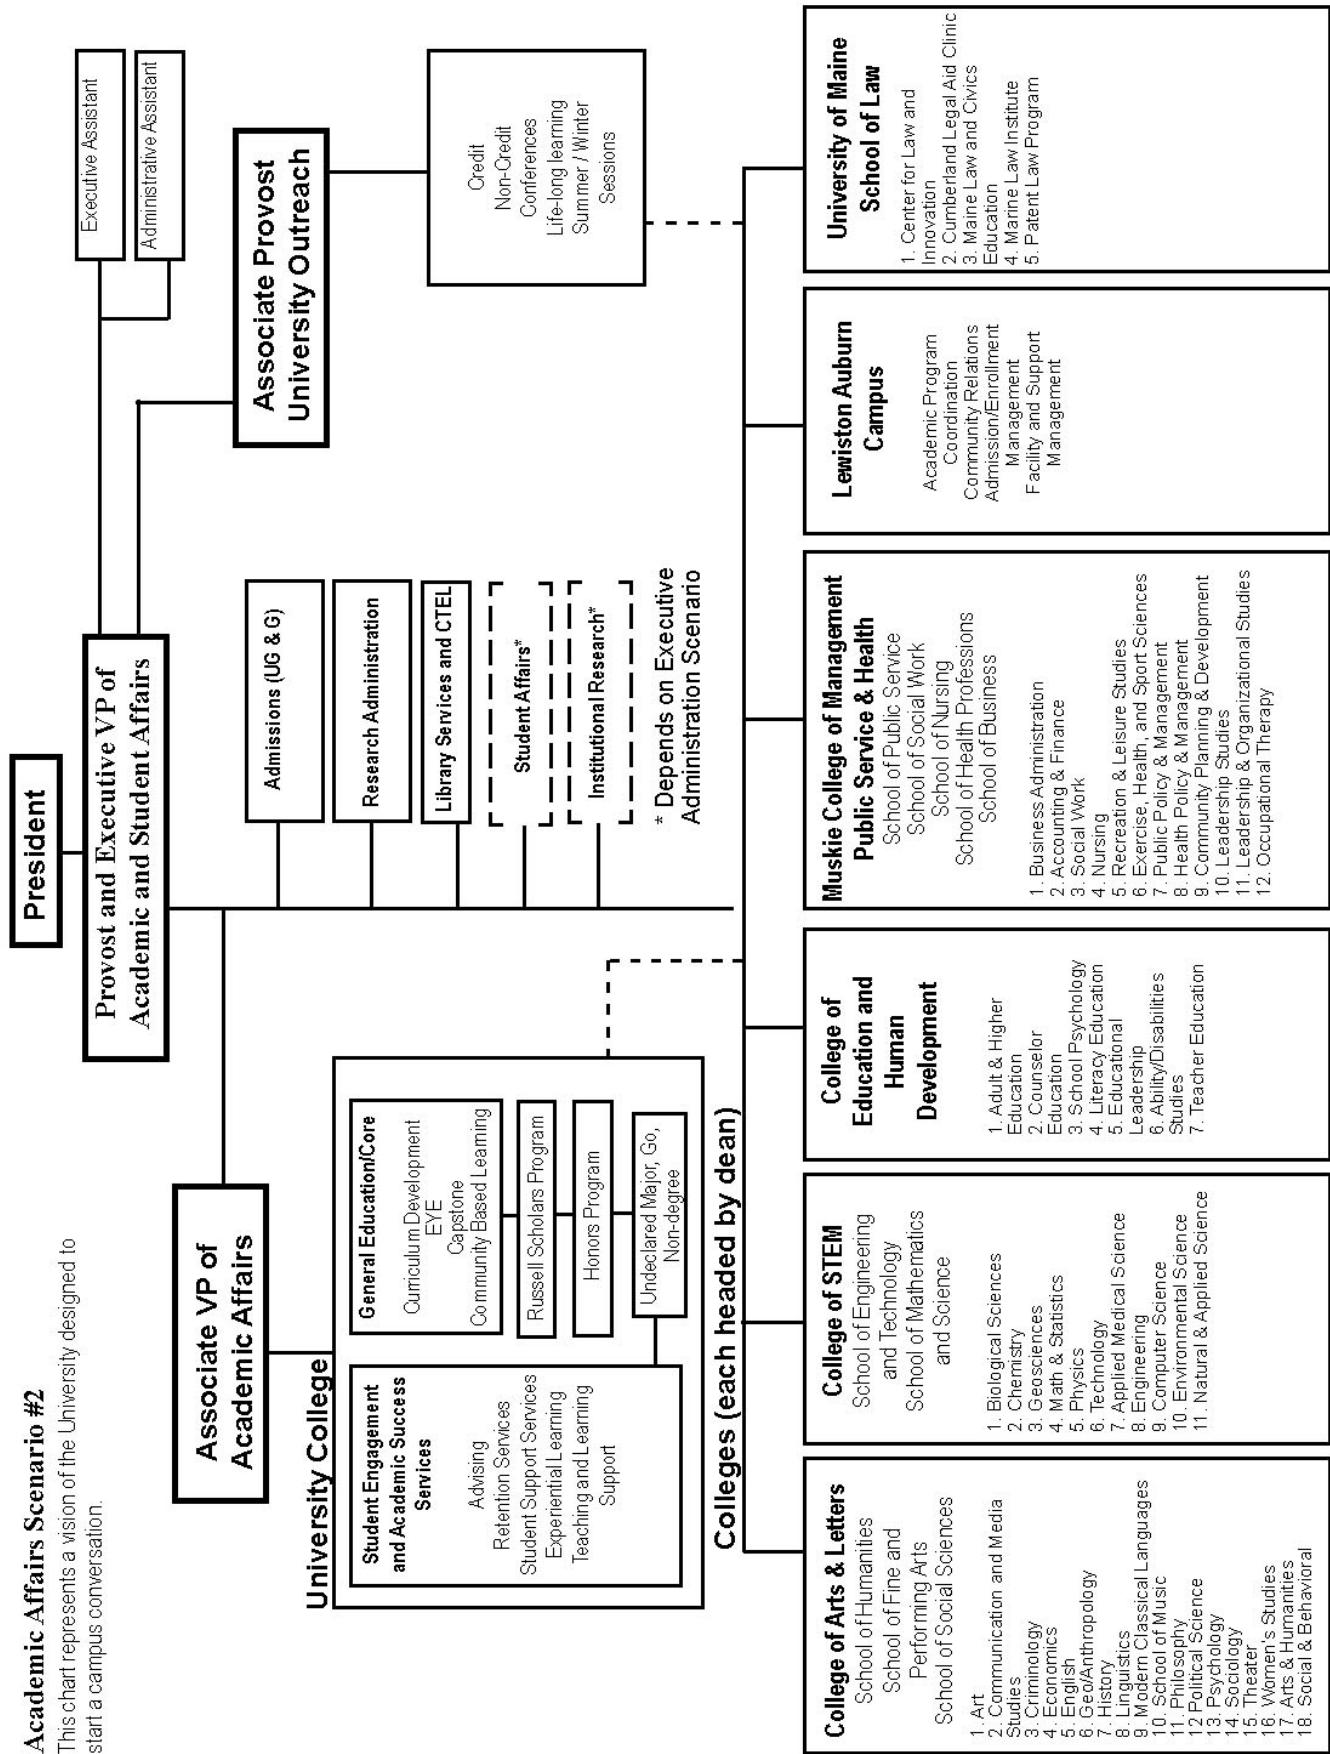 Academic Affairs Scenario #2
This chart represents a vision of the University designed to
start a campus conversation.
President
Provost and Executive VP of
Academic and Student Affairs
Executive Assistant
Administrative Assistant
Associate VP of
Academic Affairs
Associate Provost
University Outreach
Admissions (UG & G)
Research Administration
Library Services and CTEL
Student Affairs*
Institutional Research*
* Depends on Executive
Administration Scenario
Credit
Non-Credit
Conferences
Life-long learning
Summer / Winter
Sessions
University College
Student Engagement
and Academic Success
Services
Advising
Retention Services
Student Support Services
Experiential Learning
Teaching and Learning
Support
General Education/Core
Curriculum Development
EYE
Capstone
Community Based Learning
Russell Scholars Program
Honors Program
Undeclared Major, Go,
Non-degree
Colleges (each headed by dean)
College of Arts & Letters
School of Humanities
School of Fine and
Performing Arts
School of Social Sciences
1. Art
2. Communication and Media
Studies
3. Criminology
4. Economics
5. English
6. Geo/Anthropology
7. History
8. Linguistics
9. Modern Classical Languages
10. School of Music
11. Philosophy
12 Political Science
13. Psychology
14. Sociology
15. Theater
16. Women's Studies
17. Arts & Humanities
18. Social & Behavioral
College of STEM
School of Engineering
and Technology
School of Mathematics
and Science
1. Biological Sciences
2. Chemistry
3. Geosciences
4. Math & Statistics
5. Physics
6. Technology
7. Applied Medical Science
8. Engineering
9. Computer Science
10. Environmental Science
11. Natural & Applied Science
College of
Education and
Human
Development
1. Adult & Higher
Education
2. Counselor
Education
3. School Psychology
4. Literacy Education
5. Educational
Leadership
6. Ability/Disabilities
Studies
7. Teacher Education
Muskie College of Management
Public Service & Health
School of Public Service
School of Social Work
School of Nursing
School of Health Professions
School of Business
1. Business Administration
2. Accounting & Finance
3. Social Work
4. Nursing
5. Recreation & Leisure Studies
6. Exercise, Health, and Sport Sciences
7. Public Policy & Management
8. Health Policy & Management
9. Community Planning & Development
10. Leadership Studies
11. Leadership & Organizational Studies
12. Occupational Therapy
Lewiston Auburn
Campus
Academic Program
Coordination
Community Relations
Admission/Enrollment
Management
Facility and Support
Management
University of Maine
School of Law
1. Center for Law and
Innovation
2. Cumberland Legal Aid Clinic
3. Maine Law and Civics
Education
4. Marine Law Institute
5. Patent Law Program